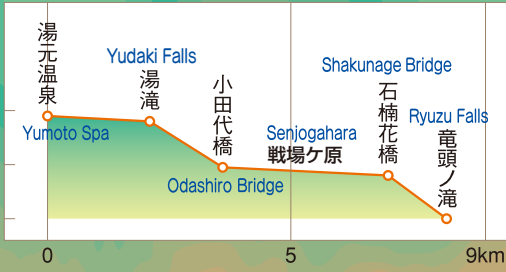 湯元温泉
Yumoto Spa
Yudaki Falls
湯滝
小田代橋
Odashiro Bridge
Senjogahara
戦場ケ原
Shakunage Bridge
石楠花橋
Ryuzu Falls
竜頭ノ滝
0
5
9km